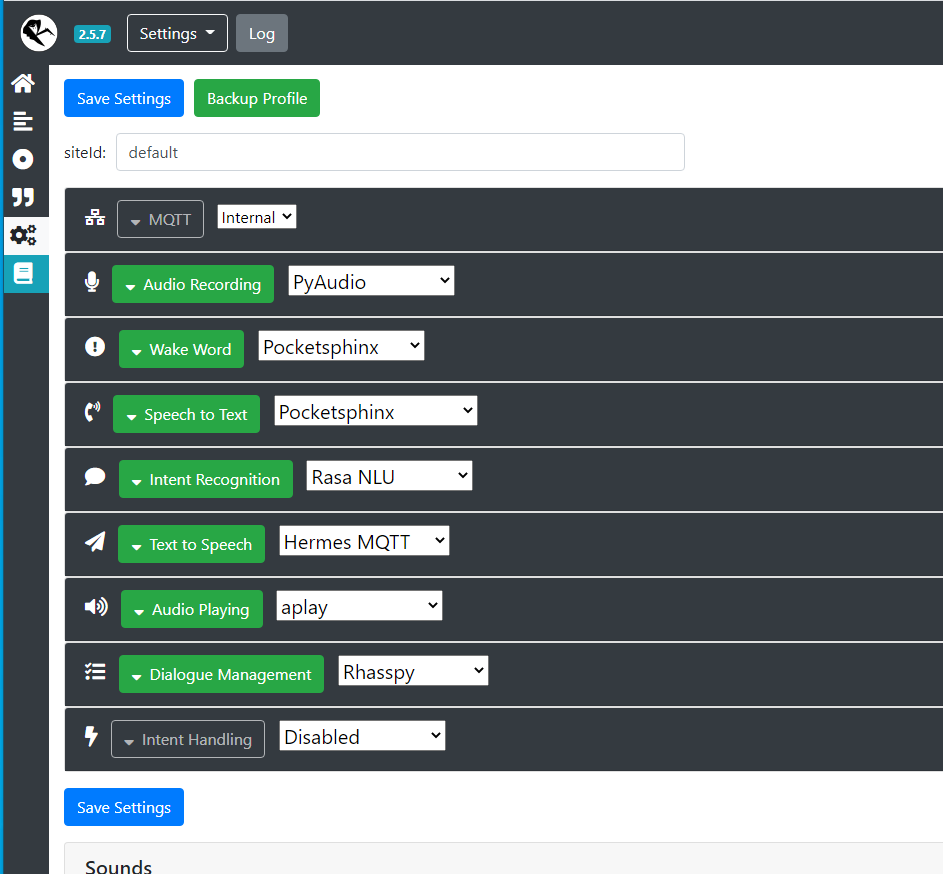 2.5.7 Settings Log
Save Settings Backup Profile
siteId: default
MQTT Internal
Audio Recording PyAudio
Wake Word Pocketsphinx
Speech to Text Pocketsphinx
Intent Recognition Rasa NLU
Text to Speech Hermes MQTT
Audio Playing aplay
Dialogue Management Rhasspy
Intent Handling Disabled
Save Settings
Sounds